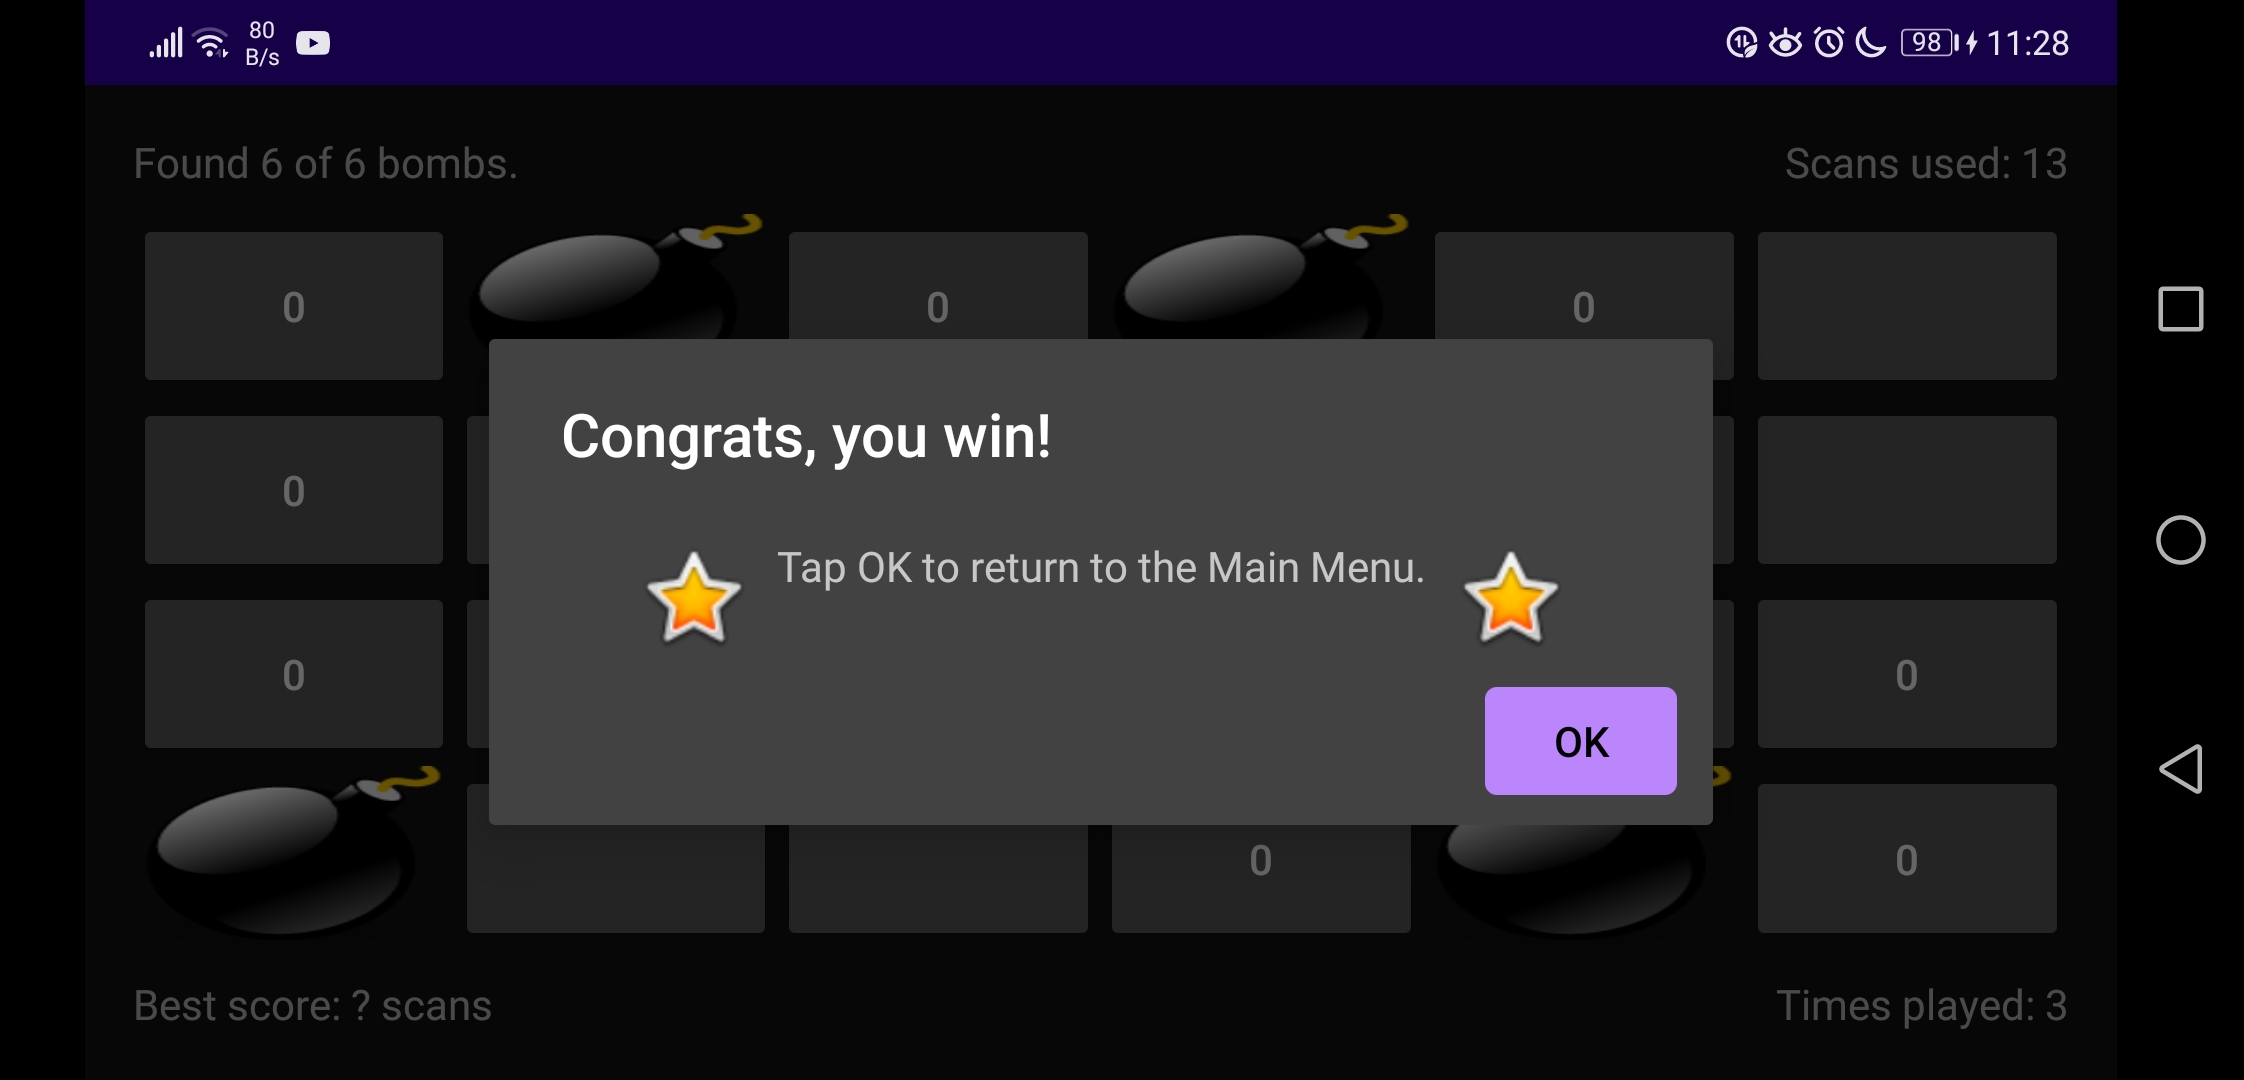 80
B/s
98
11:28
Found 6 of 6 bombs.
Scans used: 13
0
0
0
Congrats, you win!
0
Tap OK to return to the Main Menu.
0
0
OK
0
0
Best score: ? scans
Times played: 3